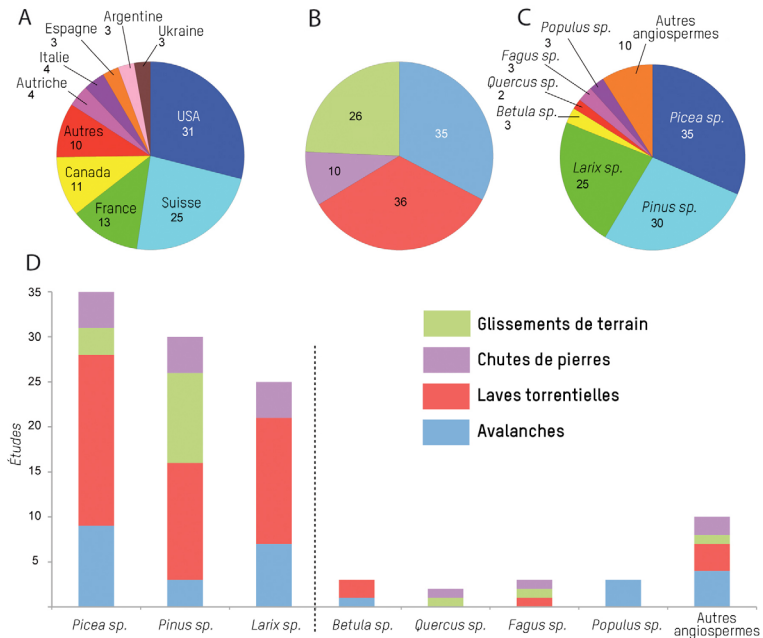 A
Argentine
3
Espagne
3
Ukraine
3
Italie
4
Autriche
4
USA
31
Autres
10
Canada
11
France
13
Suisse
25
B
26
35
10
36
C
Autres
angiospermes
10
Populus sp.
3
Fagus sp.
3
Quercus sp.
2
Betula sp.
3
Picea sp.
35
Larix sp.
25
Pinus sp.
30
D
35
30
25
20
15
10
5
Études
Glissements de terrain
Chutes de pierres
Laves torrentielles
Avalanches
Picea sp.
Pinus sp.
Larix sp.
Betula sp.
Quercus sp.
Fagus sp.
Populus sp.
Autres
angiospermes